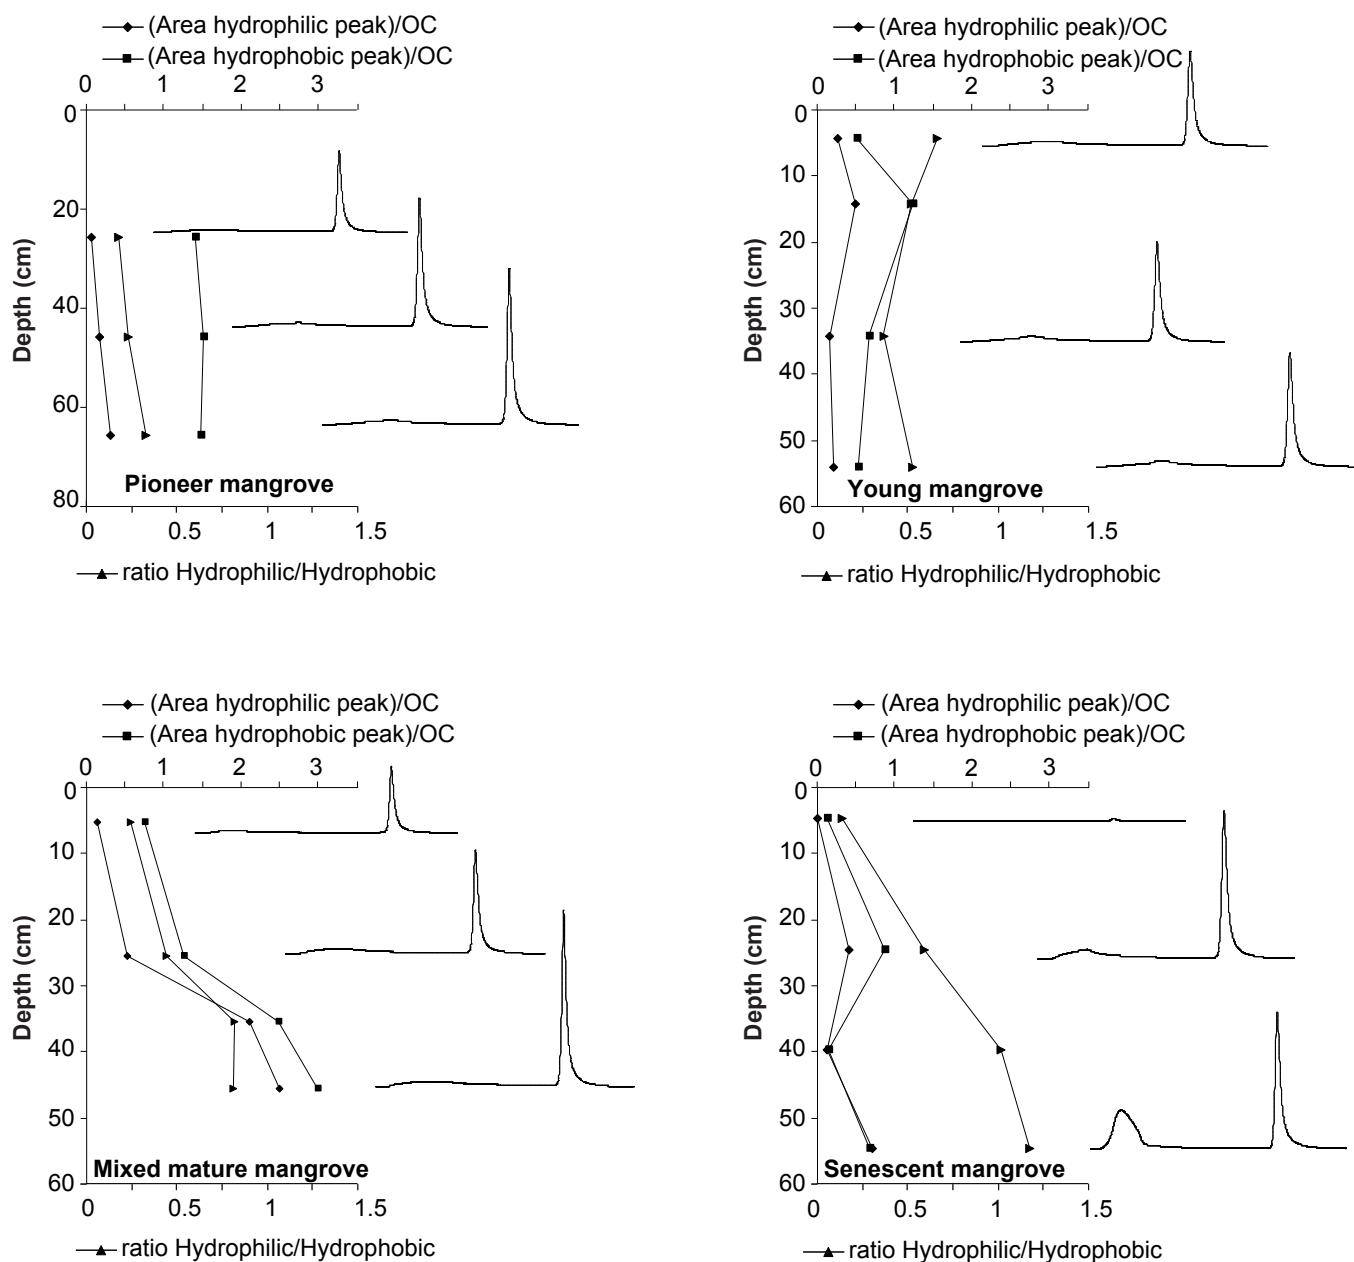 (Area hydrophilic peak)/OC
(Area hydrophobic peak)/OC
0 1 2 3
0
20
40
60
80
Depth (cm)
Pioneer mangrove
0 0.5 1 1.5
ratio Hydrophilic/Hydrophobic
(Area hydrophilic peak)/OC
(Area hydrophobic peak)/OC
0 1 2 3
0
10
20
30
40
50
60
Depth (cm)
Young mangrove
0 0.5 1 1.5
ratio Hydrophilic/Hydrophobic
(Area hydrophilic peak)/OC
(Area hydrophobic peak)/OC
0 1 2 3
0
10
20
30
40
50
60
Depth (cm)
Mixed mature mangrove
0 0.5 1 1.5
ratio Hydrophilic/Hydrophobic
(Area hydrophilic peak)/OC
(Area hydrophobic peak)/OC
0 1 2 3
0
10
20
30
40
50
60
Depth (cm)
Senescent mangrove
0 0.5 1 1.5
ratio Hydrophilic/Hydrophobic